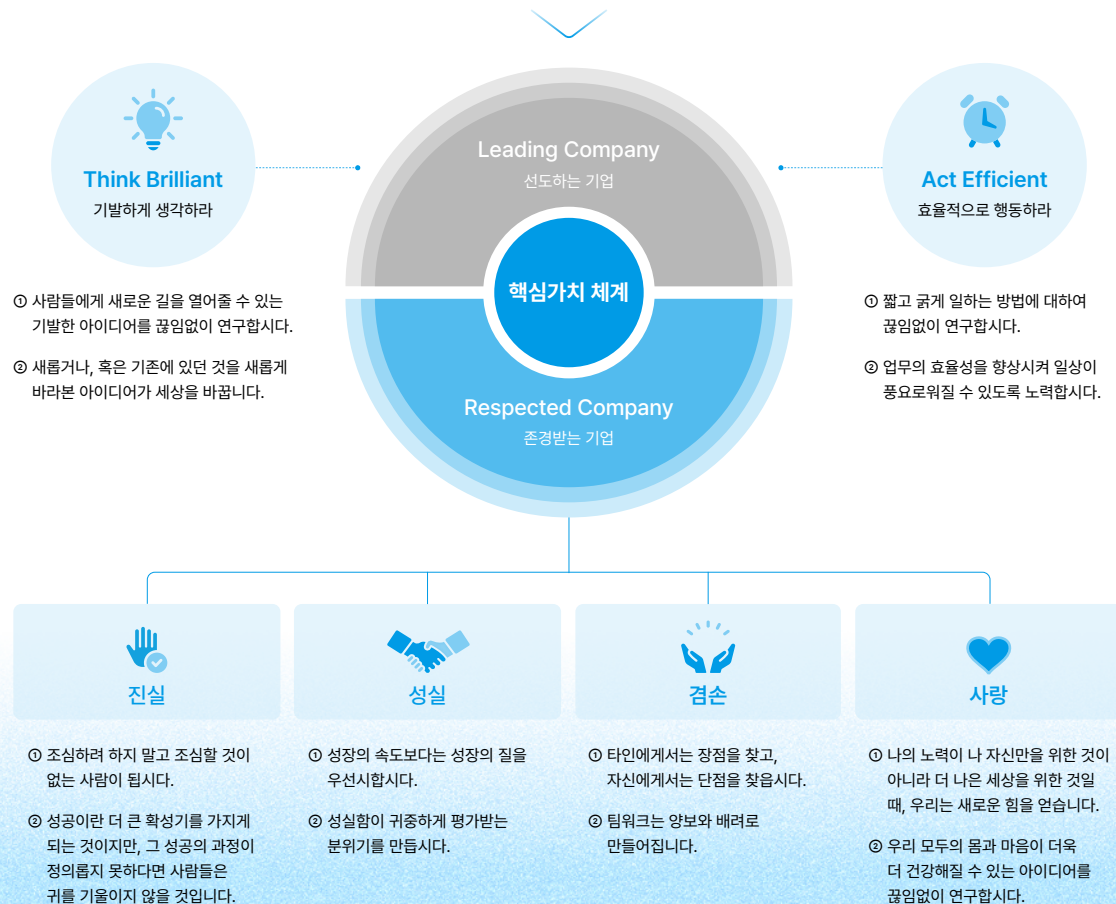 Leading Company
선도하는 기업
Think Brilliant
기발하게 생각하라
Act Efficient
효율적으로 행동하라
핵심가치 체계
① 사람들에게 새로운 길을 열어줄 수 있는
기발한 아이디어를 끊임없이 연구합시다.
② 새롭거나, 혹은 기존에 있던 것을 새롭게
바라본 아이디어가 세상을 바꿉니다.
① 짧고 굵게 일하는 방법에 대하여
끊임없이 연구합시다.
② 업무의 효율성을 향상시켜 일상이
풍요로워질 수 있도록 노력합시다.
Respected Company
존경받는 기업
진실
① 조심하려 하지 말고 조심할 것이
없는 사람이 됩시다.
② 성공이란 더 큰 확성기를 가지게
되는 것이지만, 그 성공의 과정이
정의롭지 못하다면 사람들은
귀를 기울이지 않을 것입니다.
성실
① 성장의 속도보다는 성장의 질을
우선시합시다.
② 성실함이 귀중하게 평가받는
분위기를 만듭시다.
겸손
① 타인에게서는 장점을 찾고,
자신에게서는 단점을 찾읍시다.
② 팀워크는 양보와 배려로
만들어집니다.
사랑
① 나의 노력이 나 자신만을 위한 것이
아니라 더 나은 세상을 위한 것일
때, 우리는 새로운 힘을 얻습니다.
② 우리 모두의 몸과 마음이 더욱
더 건강해질 수 있는 아이디어를
끊임없이 연구합시다.